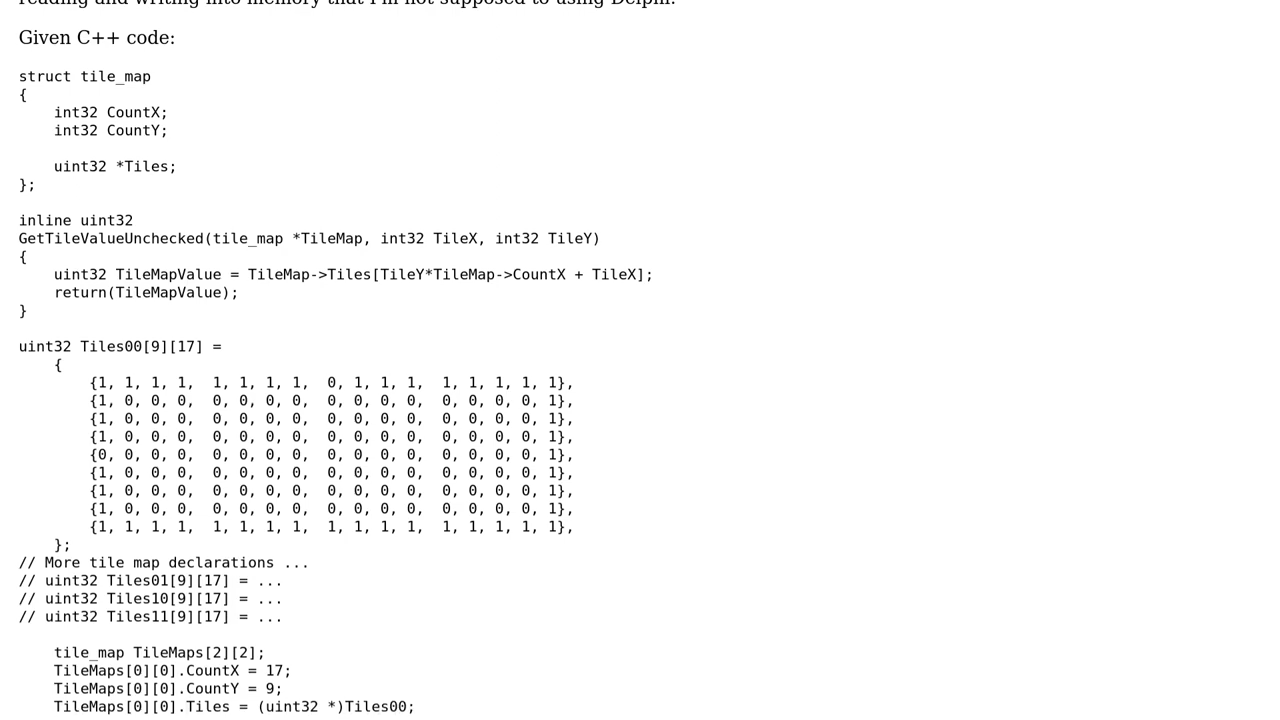 reading and writing into memory that I'm not supposed to using Delphi.
Given C++ code:
struct tile_map
{
    int32 CountX;
    int32 CountY;

    uint32 *Tiles;
};

inline uint32
GetTileValueUnchecked(tile_map *TileMap, int32 TileX, int32 TileY)
{
    uint32 TileMapValue = TileMap->Tiles[TileY*TileMap->CountX + TileX];
    return(TileMapValue);
}

uint32 Tiles00[9][17] =
    {
        {1, 1, 1, 1,  1, 1, 1, 1,  0, 1, 1, 1,  1, 1, 1, 1, 1},
        {1, 0, 0, 0,  0, 0, 0, 0,  0, 0, 0, 0,  0, 0, 0, 0, 1},
        {1, 0, 0, 0,  0, 0, 0, 0,  0, 0, 0, 0,  0, 0, 0, 0, 1},
        {1, 0, 0, 0,  0, 0, 0, 0,  0, 0, 0, 0,  0, 0, 0, 0, 1},
        {0, 0, 0, 0,  0, 0, 0, 0,  0, 0, 0, 0,  0, 0, 0, 0, 1},
        {1, 0, 0, 0,  0, 0, 0, 0,  0, 0, 0, 0,  0, 0, 0, 0, 1},
        {1, 0, 0, 0,  0, 0, 0, 0,  0, 0, 0, 0,  0, 0, 0, 0, 1},
        {1, 0, 0, 0,  0, 0, 0, 0,  0, 0, 0, 0,  0, 0, 0, 0, 1},
        {1, 1, 1, 1,  1, 1, 1, 1,  1, 1, 1, 1,  1, 1, 1, 1, 1},
    };
// More tile map declarations ...
// uint32 Tiles01[9][17] = ...
// uint32 Tiles10[9][17] = ...
// uint32 Tiles11[9][17] = ...

    tile_map TileMaps[2][2];
    TileMaps[0][0].CountX = 17;
    TileMaps[0][0].CountY = 9;
    TileMaps[0][0].Tiles = (uint32 *)Tiles00;